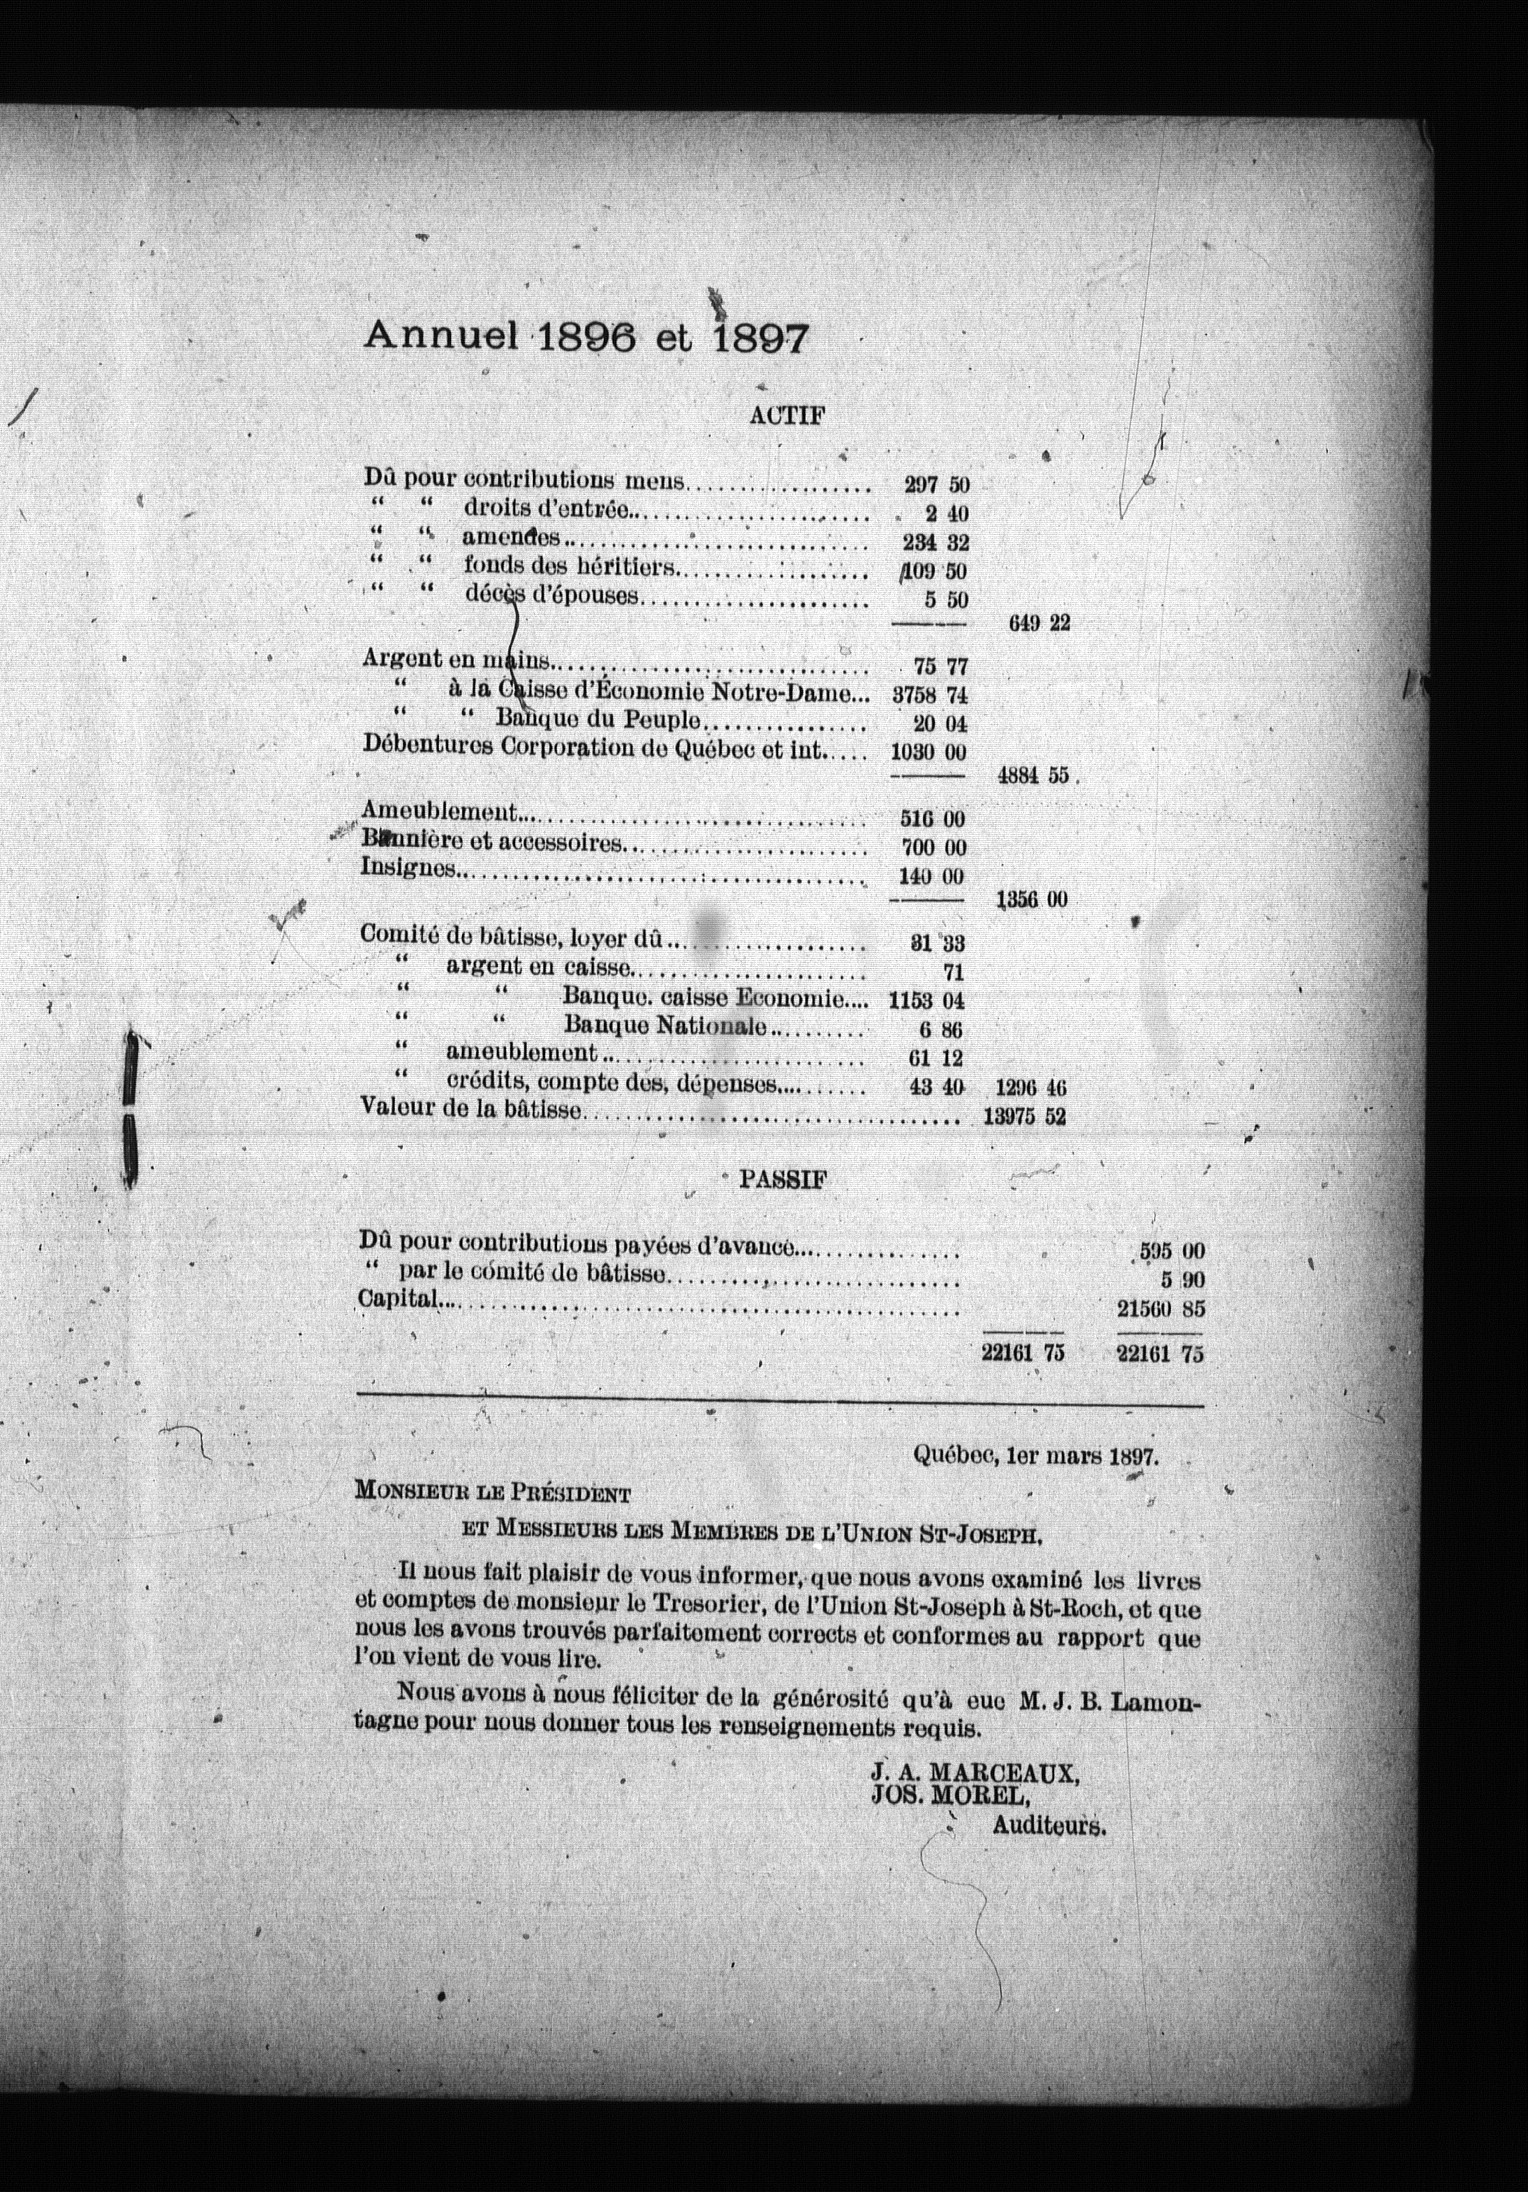 Annuel 1896 et 1897
ACTIF
Dû pour contributions mens.................. 297 50
“ “ droits d’entrée........................ 2 40
“ “ amendes.............................. 234 32
“ “ fonds des héritiers................... 109 50
“ “ décès d’épouses....................... 5 50
649 22
Argent en mains.............................. 75 77
“ à la Caisse d’Économie Notre-Dame... 3758 74
“ “ Banque du Peuple................ 20 04
Débentures Corporation de Québec et int..... 1030 00
4884 55
Ameublement................................. 516 00
Bannière et accessoires....................... 700 00
Insignes...................................... 140 00
1356 00
Comité de bâtisse, loyer dû.................... 31 33
“ argent en caisse....................... 71
“ “ Banque. caisse Economie.... 1153 04
“ “ Banque Nationale.......... 6 86
“ ameublement......................... 61 12
“ crédits, compte des, dépenses.......... 43 40 1296 46
Valeur de la bâtisse..................................... 13975 52
PASSIF
Dû pour contributions payées d’avance................ 595 00
“ par le comité de bâtisse............................ 5 90
Capital................................................... 21560 85
22161 75 22161 75
Québec, 1er mars 1897.
MONSIEUR LE PRÉSIDENT
ET MESSIEURS LES MEMBRES DE L’UNION ST-JOSEPH,
Il nous fait plaisir de vous informer, que nous avons examiné les livres
et comptes de monsieur le Tresorier, de l’Union St-Joseph à St-Roch, et que
nous les avons trouvés parfaitement corrects et conformes au rapport que
l’on vient de vous lire.
Nous avons à nous féliciter de la générosité qu’à eue M. J. B. Lamon-
tagne pour nous donner tous les renseignements requis.
J. A. MARCEAUX,
JOS. MOREL,
Auditeurs.